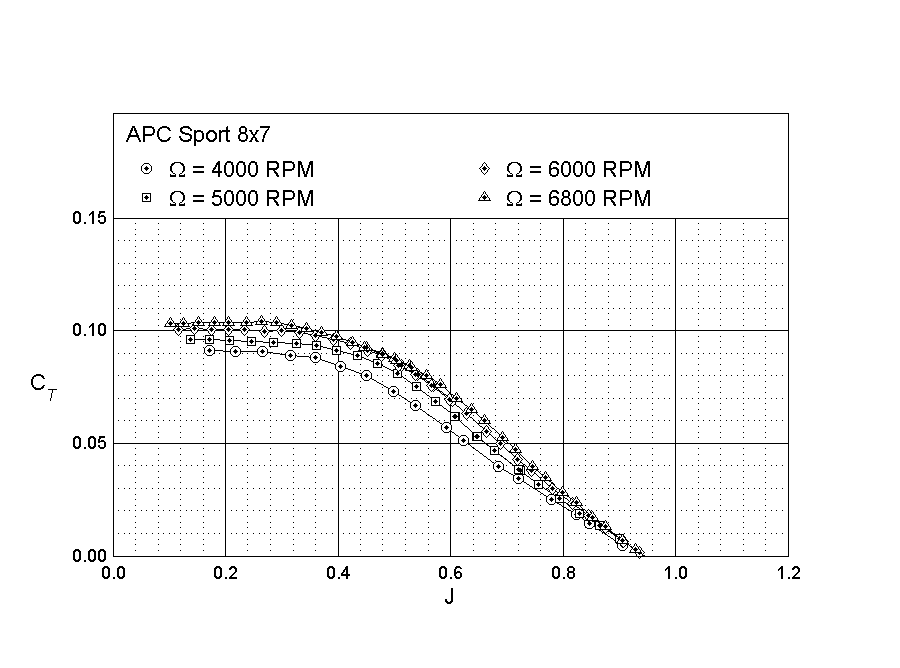 APC Sport 8x7
Ω = 4000 RPM
Ω = 6000 RPM
Ω = 5000 RPM
Ω = 6800 RPM
0.15
0.10
C_T
0.05
0.00
0.0 0.2 0.4 0.6 0.8 1.0 1.2
J